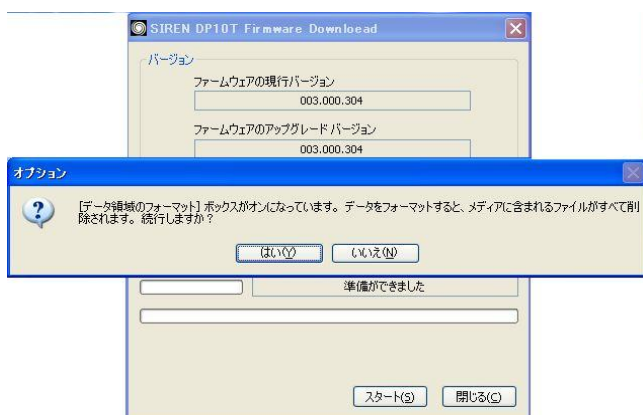 SIREN DP10T Firmware Downloead
バージョン
ファームウェアの現行バージョン
003.000.304
ファームウェアのアップグレード バージョン
003.000.304
オプション
[データ領域のフォーマット] ボックスがオンになっています。データをフォーマットすると、メディアに含まれるファイルがすべて削
除されます。続行しますか？
はい(Y)
いいえ(N)
準備ができました
スタート(S)
閉じる(C)